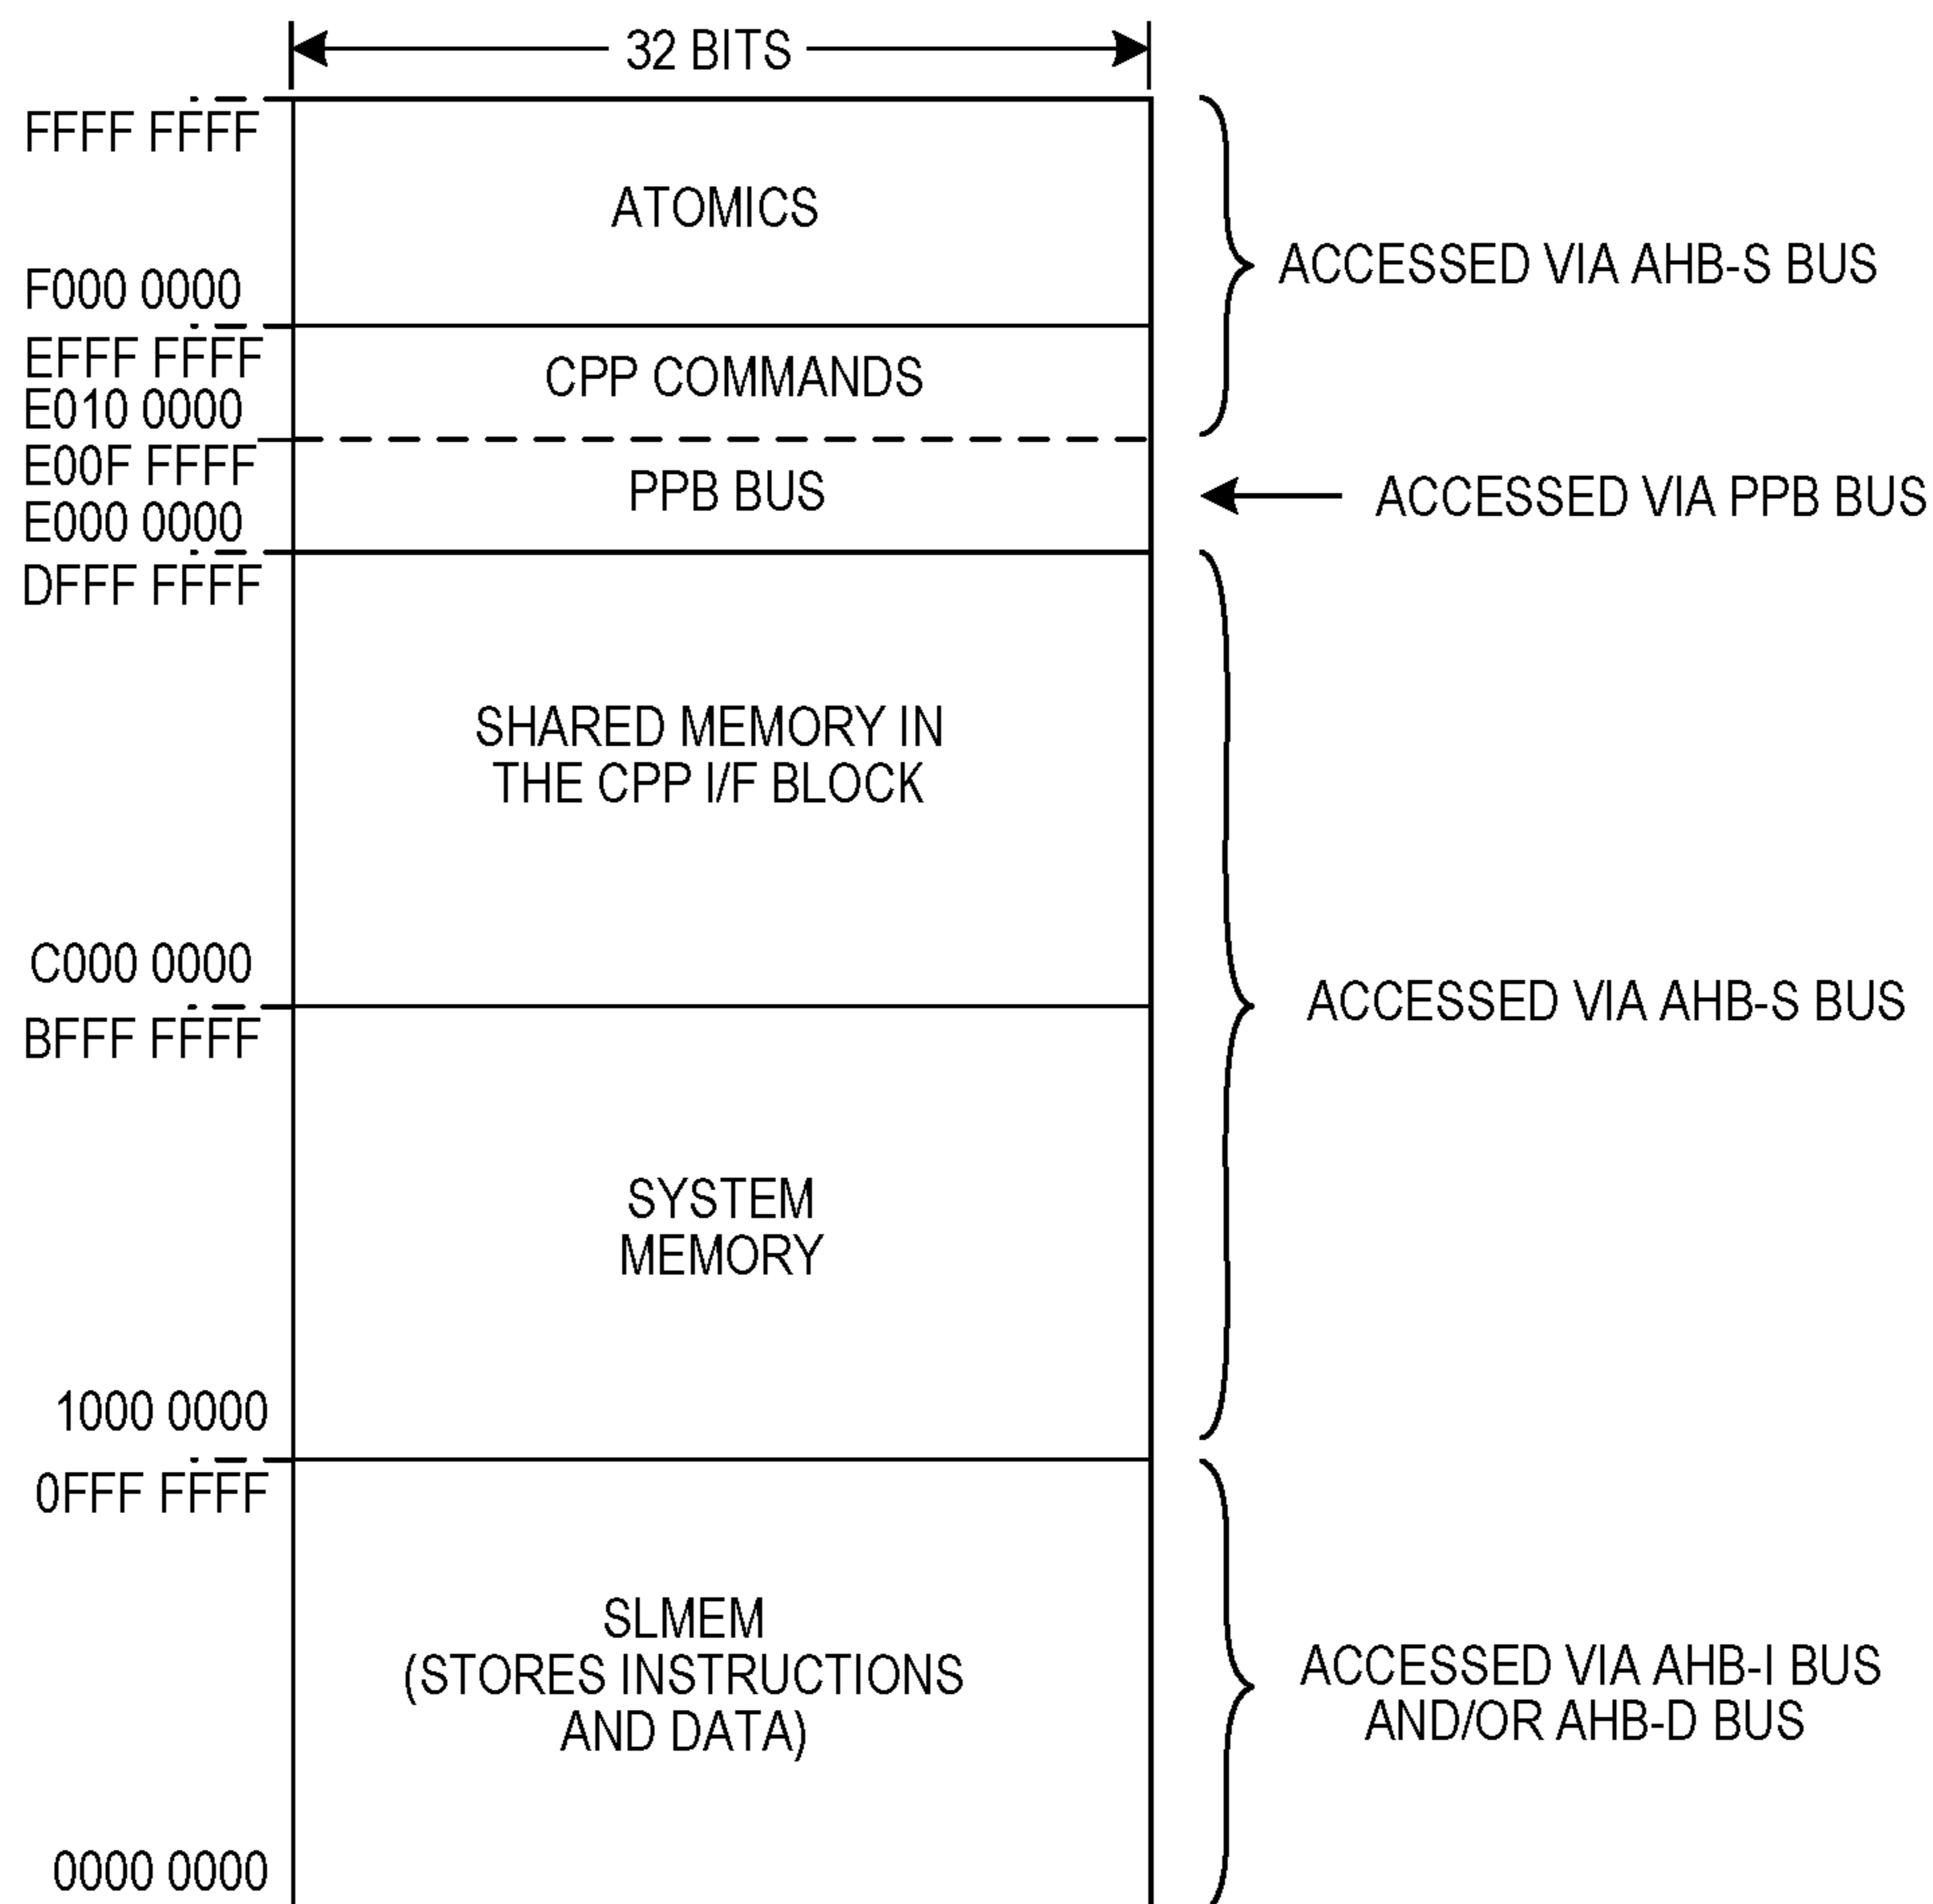 32 BITS
FFFF FFFF
ATOMICS
ACCESSED VIA AHB-S BUS
F000 0000
EFFF FFFF
CPP COMMANDS
E010 0000
E00F FFFF
PPB BUS
ACCESSED VIA PPB BUS
E000 0000
DFFF FFFF
SHARED MEMORY IN
THE CPP I/F BLOCK
C000 0000
ACCESSED VIA AHB-S BUS
BFFF FFFF
SYSTEM
MEMORY
1000 0000
0FFF FFFF
SLMEM
(STORES INSTRUCTIONS
AND DATA)
ACCESSED VIA AHB-I BUS
AND/OR AHB-D BUS
0000 0000